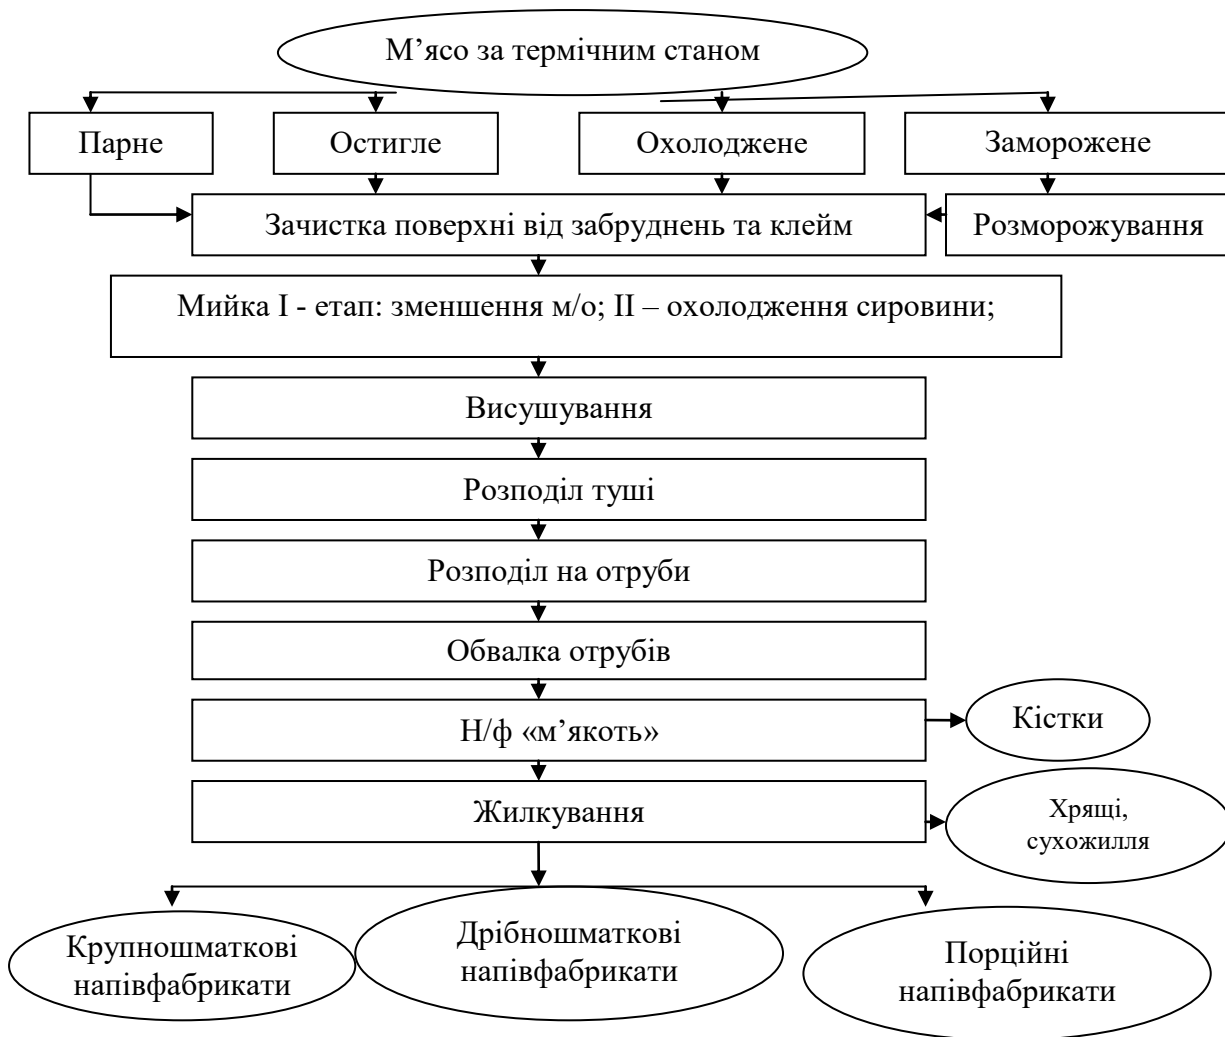 М’ясо за термічним станом
Парне
Остигле
Охолоджене
Заморожене
Зачистка поверхні від забруднень та клейм
Розморожування
Мийка І - етап: зменшення м/о; ІІ – охолодження сировини;
Висушування
Розподіл туші
Розподіл на отруби
Обвалка отрубів
Н/ф «м’якоть»
Кістки
Жилкування
Хрящі,
сухожилля
Крупношматкові
напівфабрикати
Дрібношматкові
напівфабрикати
Порційні
напівфабрикати